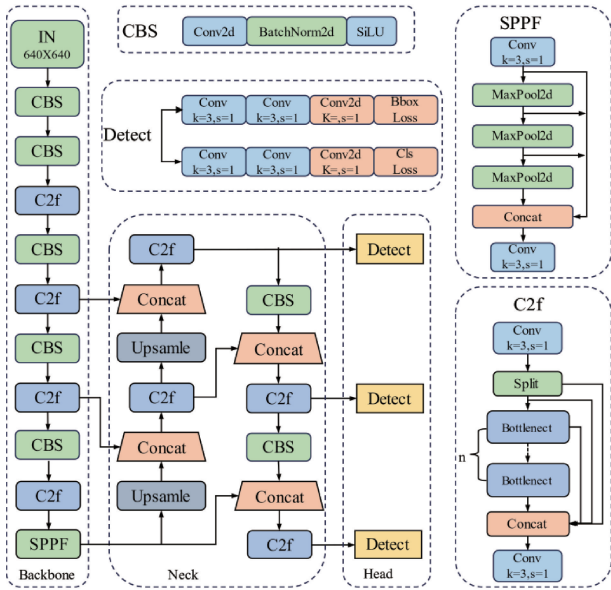 IN
640X640
CBS
CBS
C2f
CBS
C2f
CBS
C2f
CBS
C2f
SPPF
Backbone
CBS
Conv2d
BatchNorm2d
SiLU
Detect
Conv
k=3,s=1
Conv
k=3,s=1
Conv2d
K=,s=1
Bbox
Loss
Conv
k=3,s=1
Conv
k=3,s=1
Conv2d
K=,s=1
Cls
Loss
C2f
Concat
Upsamle
C2f
Concat
Upsamle
CBS
Concat
C2f
CBS
Concat
C2f
Neck
Detect
Detect
Detect
Head
SPPF
Conv
k=3,s=1
MaxPool2d
MaxPool2d
MaxPool2d
Concat
Conv
k=3,s=1
C2f
Conv
k=3,s=1
Split
Bottlenect
n
Bottlenect
Concat
Conv
k=3,s=1